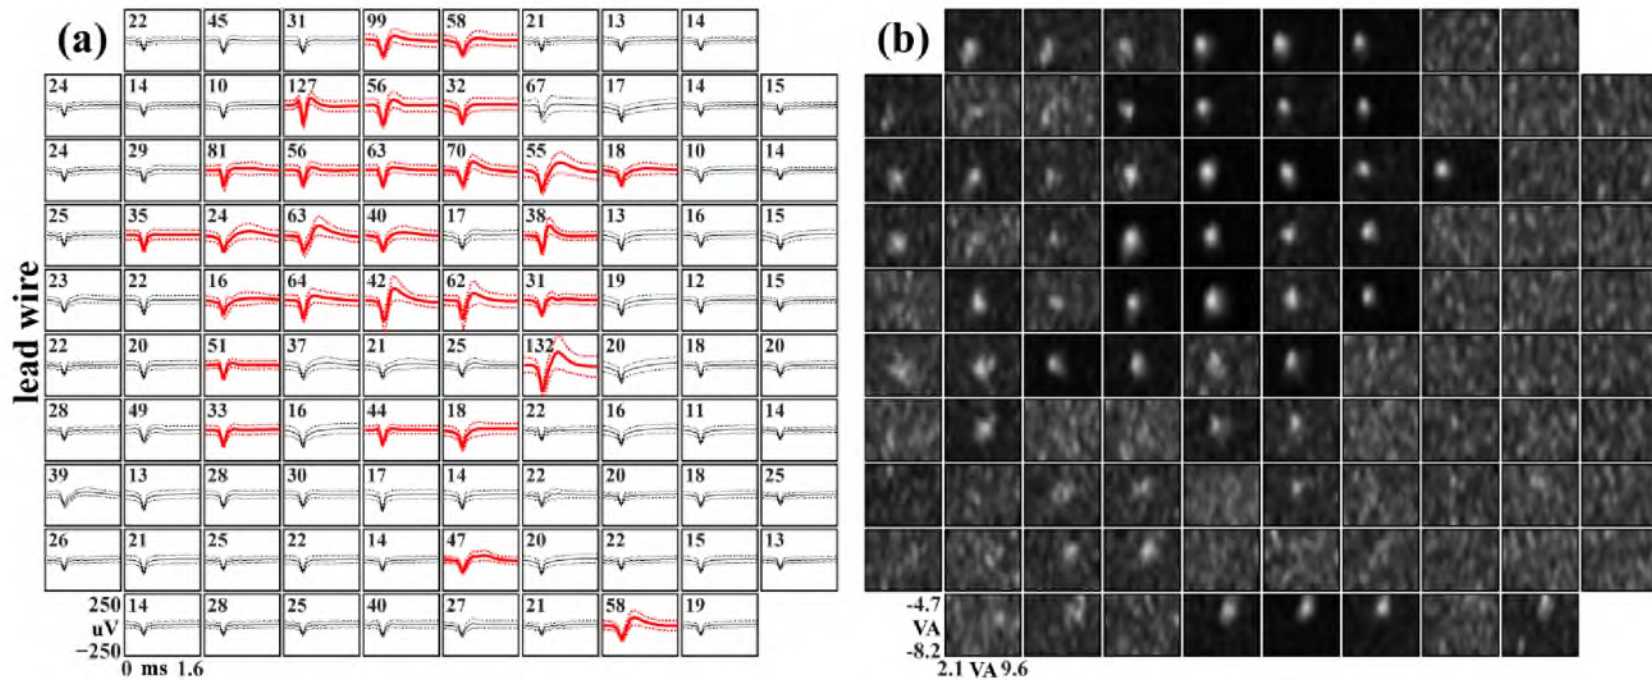 (a)
22 45 31 99 58 21 13 14
24 14 10 127 56 32 67 17 14 15
24 29 81 56 63 70 55 18 10 14
25 35 24 63 40 17 38 13 16 15
23 22 16 64 42 62 31 19 12 15
22 20 51 37 21 25 132 20 18 20
28 49 33 16 44 18 22 16 11 14
39 13 28 30 17 14 22 20 18 25
26 21 25 22 14 47 20 22 15 13
14 28 25 40 27 21 58 19
lead wire
250
uV
−250
0 ms 1.6
(b)
-4.7
VA
-8.2
2.1 VA 9.6